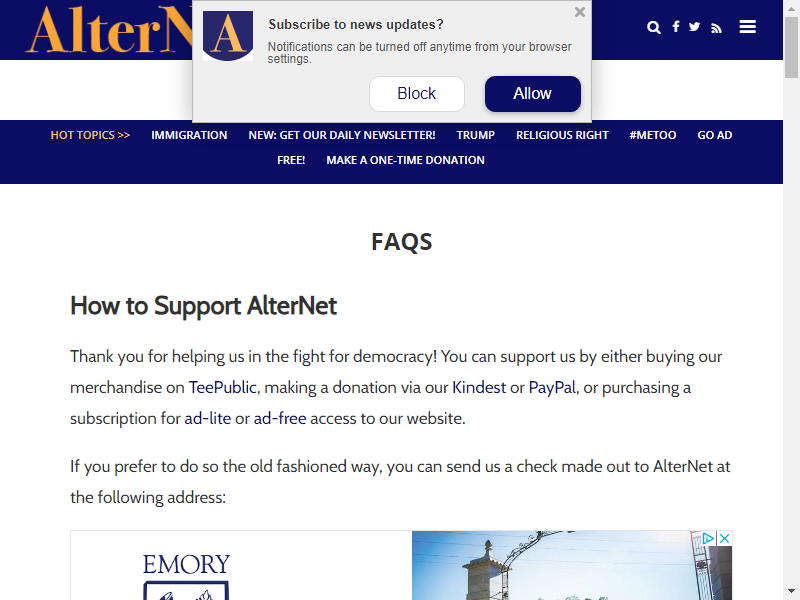 AlterN
A
Subscribe to news updates?
Notifications can be turned off anytime from your browser
settings.
Block
Allow
HOT TOPICS >> IMMIGRATION NEW: GET OUR DAILY NEWSLETTER! TRUMP RELIGIOUS RIGHT #METOO GO AD
FREE! MAKE A ONE-TIME DONATION
FAQS
How to Support AlterNet
Thank you for helping us in the fight for democracy! You can support us by either buying our
merchandise on TeePublic, making a donation via our Kindest or PayPal, or purchasing a
subscription for ad-lite or ad-free access to our website.
If you prefer to do so the old fashioned way, you can send us a check made out to AlterNet at
the following address:
EMORY